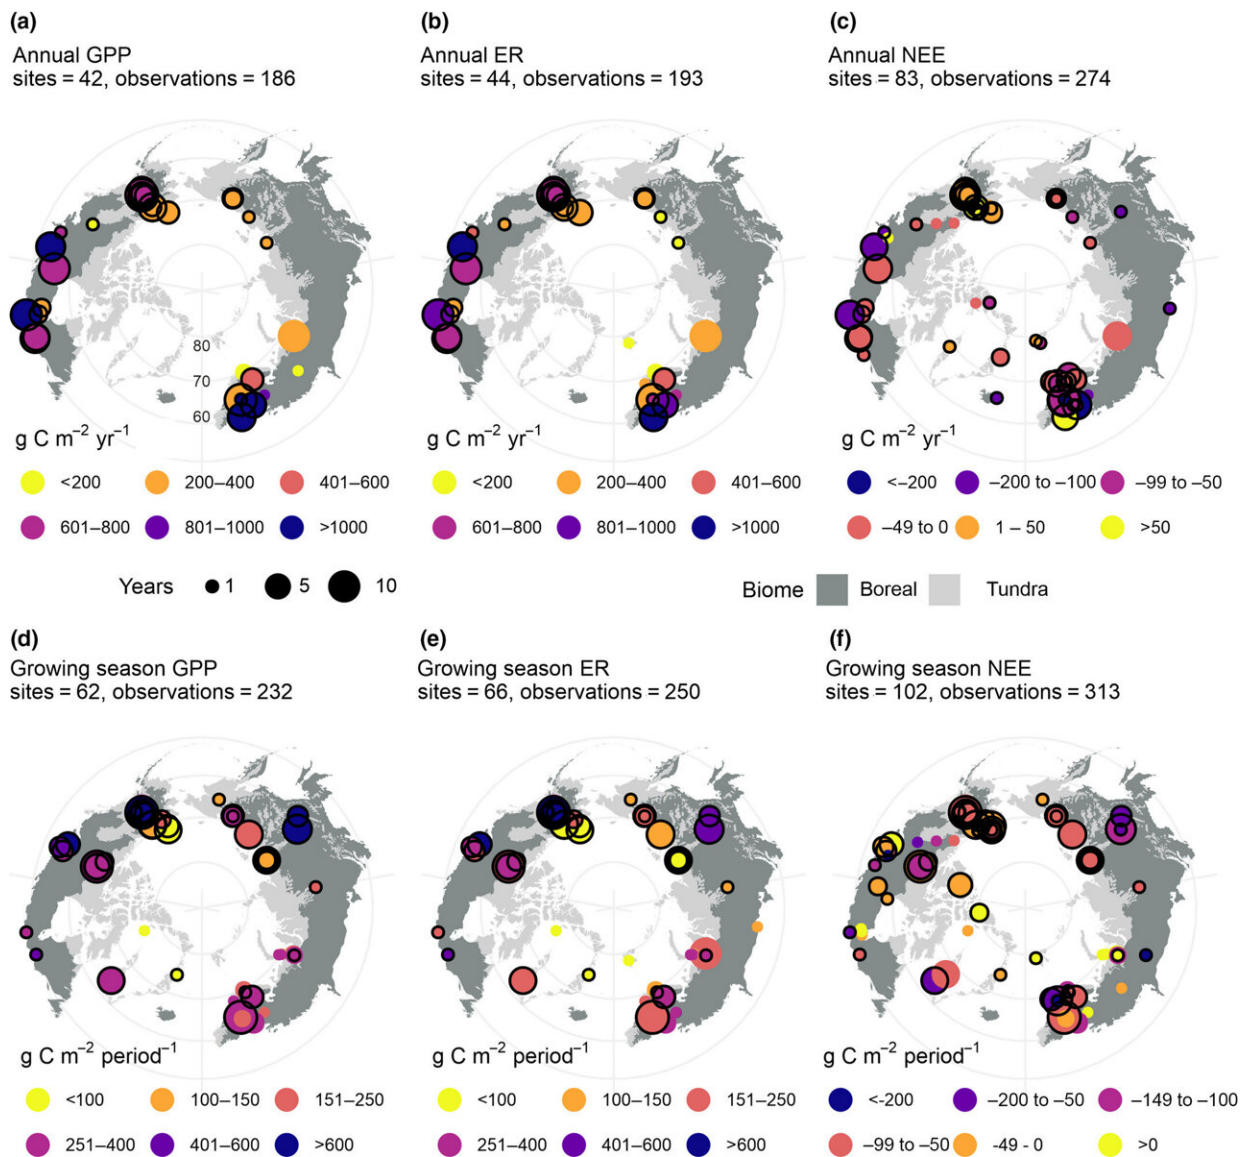 (a)
Annual GPP
sites = 42, observations = 186
(b)
Annual ER
sites = 44, observations = 193
(c)
Annual NEE
sites = 83, observations = 274
80
70
60
g C m⁻² yr⁻¹
<200
200–400
401–600
601–800
801–1000
>1000
g C m⁻² yr⁻¹
<200
200–400
401–600
601–800
801–1000
>1000
g C m⁻² yr⁻¹
<–200
–200 to –100
–99 to –50
–49 to 0
1 – 50
>50
Years 1 5 10
Biome Boreal Tundra
(d)
Growing season GPP
sites = 62, observations = 232
(e)
Growing season ER
sites = 66, observations = 250
(f)
Growing season NEE
sites = 102, observations = 313
g C m⁻² period⁻¹
<100
100–150
151–250
251–400
401–600
>600
g C m⁻² period⁻¹
<100
100–150
151–250
251–400
401–600
>600
g C m⁻² period⁻¹
<-200
–200 to –50
–149 to –100
–99 to –50
-49 - 0
>0